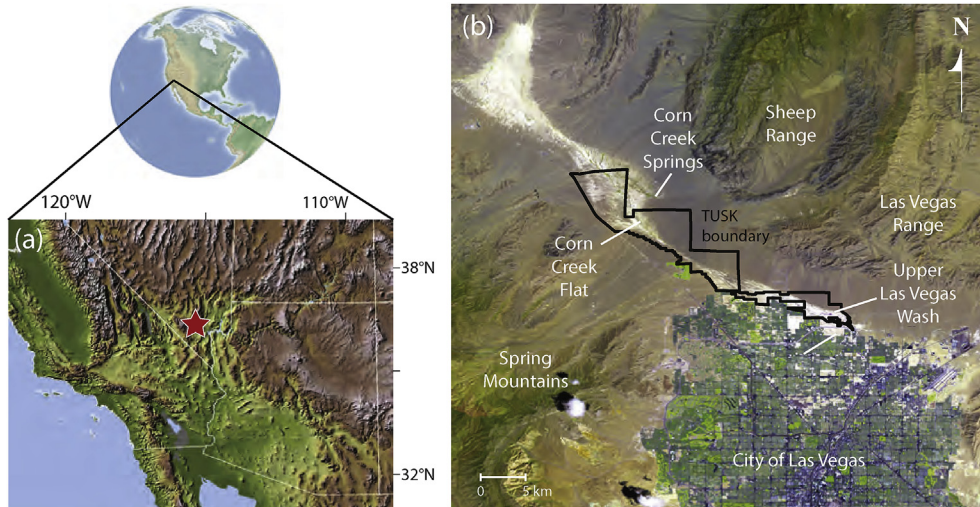 120°W
110°W
(a)
38°N
32°N
(b)
N
Corn
Creek
Springs
Sheep
Range
TUSK
boundary
Las Vegas
Range
Corn
Creek
Flat
Upper
Las Vegas
Wash
Spring
Mountains
City of Las Vegas
0
5 km